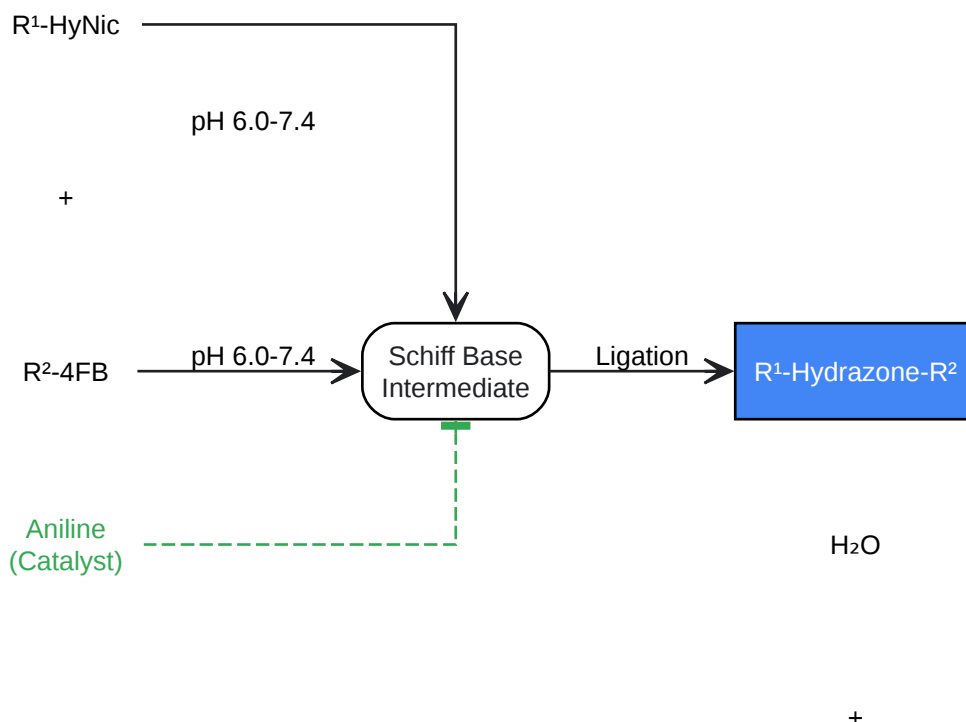 R¹-HyNic
pH 6.0-7.4
+
R²-4FB
pH 6.0-7.4
Schiff Base
Intermediate
Ligation
R¹-Hydrazone-R²
Aniline
(Catalyst)
H₂O
+